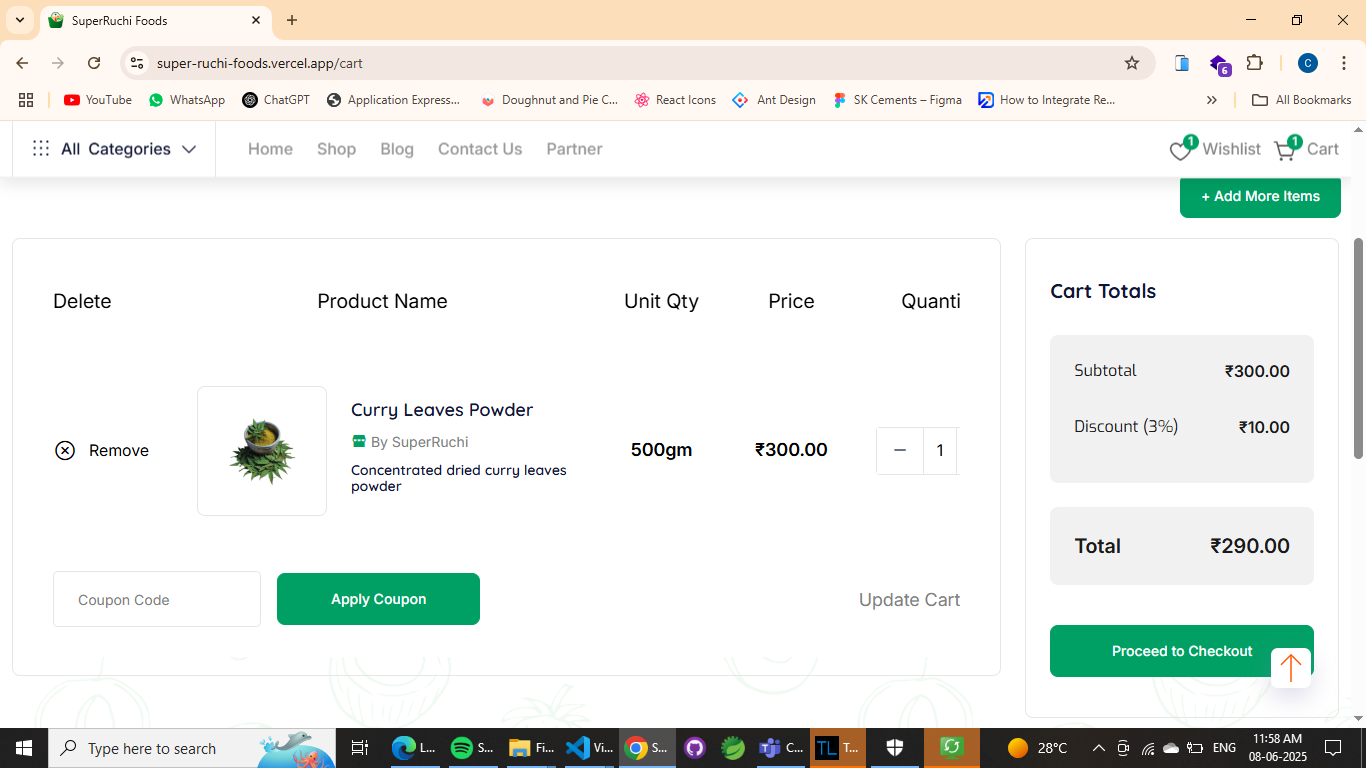 SuperRuchi Foods
super-ruchi-foods.vercel.app/cart
6
C
YouTube
WhatsApp
ChatGPT
Application Express...
Doughnut and Pie C...
React Icons
Ant Design
SK Cements – Figma
How to Integrate Re...
All Bookmarks
All Categories
Home
Shop
Blog
Contact Us
Partner
1
Wishlist
1
Cart
+ Add More Items
Delete
Product Name
Unit Qty
Price
Quanti
Remove
Curry Leaves Powder
By SuperRuchi
Concentrated dried curry leaves
powder
500gm
₹300.00
1
Coupon Code
Apply Coupon
Update Cart
Cart Totals
Subtotal
₹300.00
Discount (3%)
₹10.00
Total
₹290.00
Proceed to Checkout
Type here to search
L...
S...
Fi...
Vi...
S...
C...
TL
T...
28°C
ENG
11:58 AM
08-06-2025